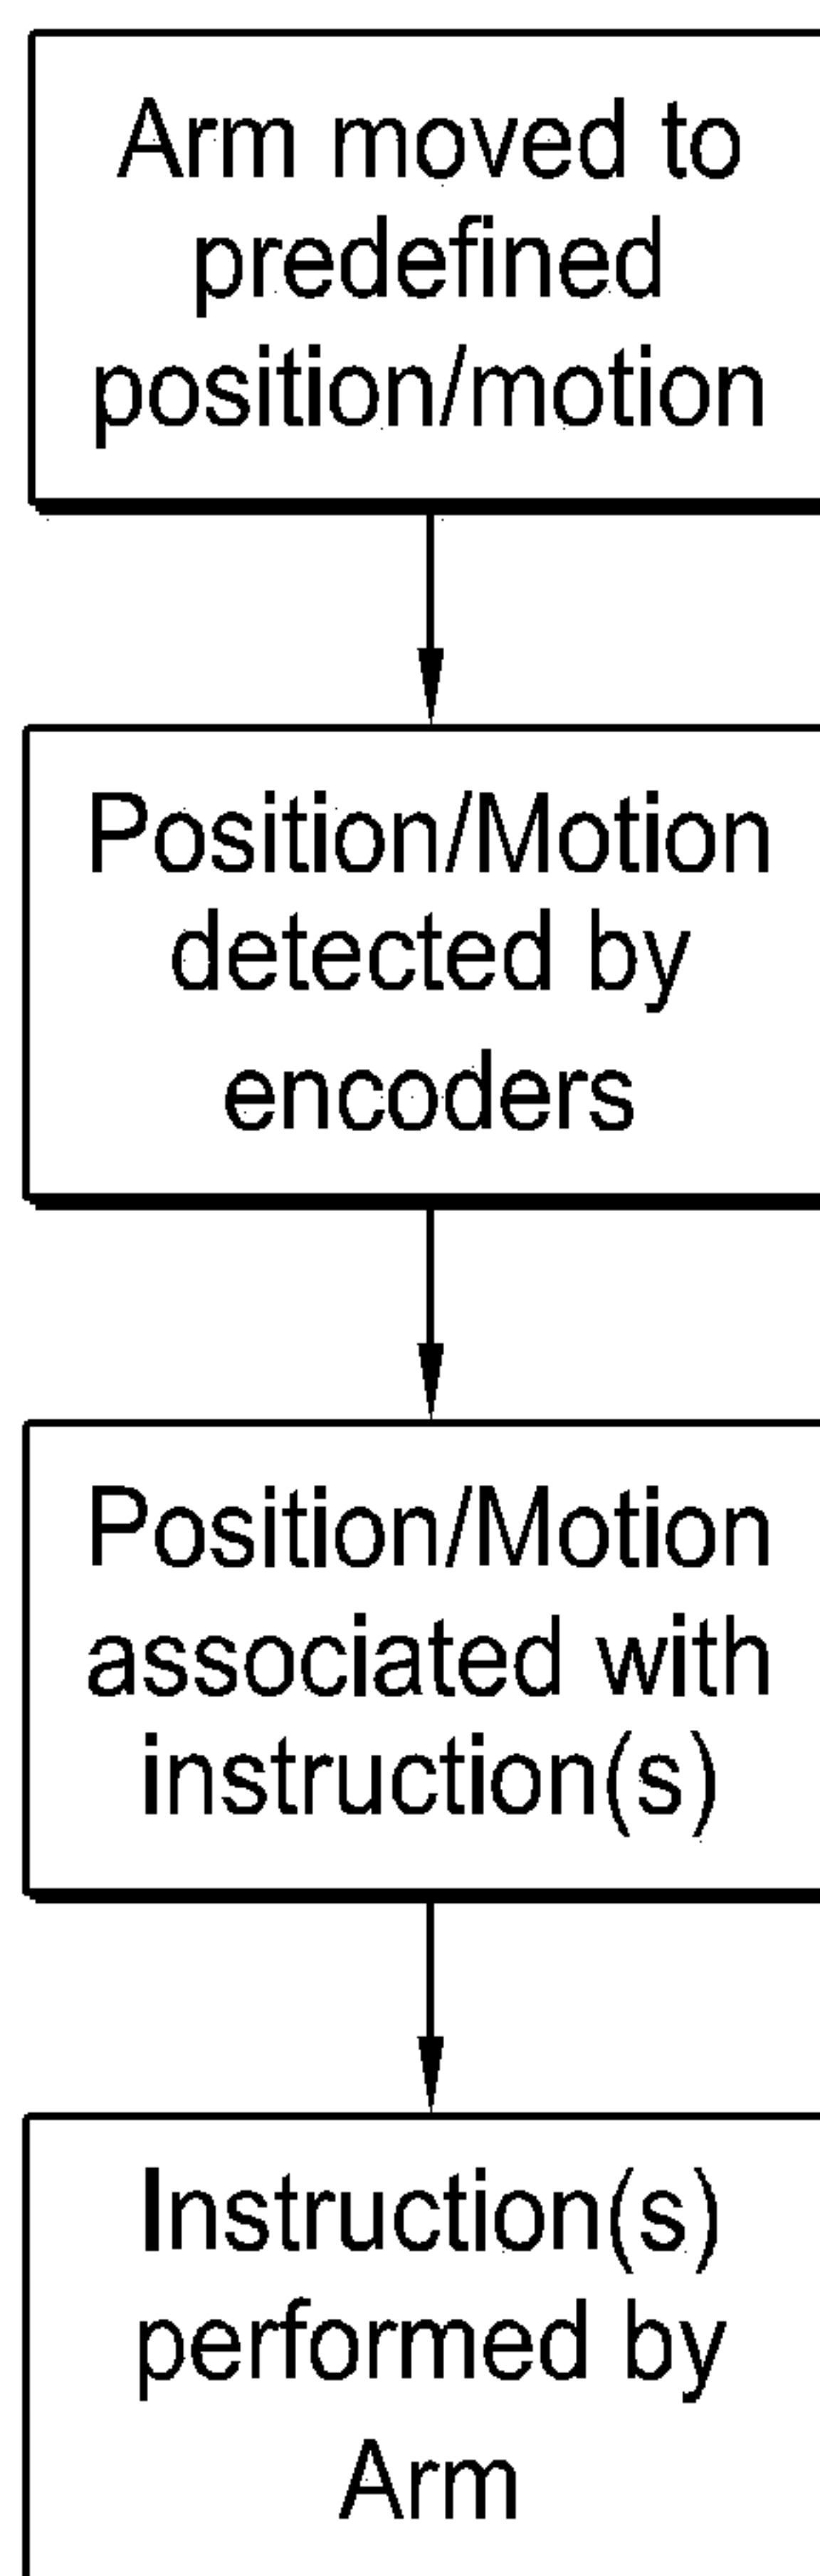 Arm moved to
predefined
position/motion
Position/Motion
detected by
encoders
Position/Motion
associated with
instruction(s)
Instruction(s)
performed by
Arm